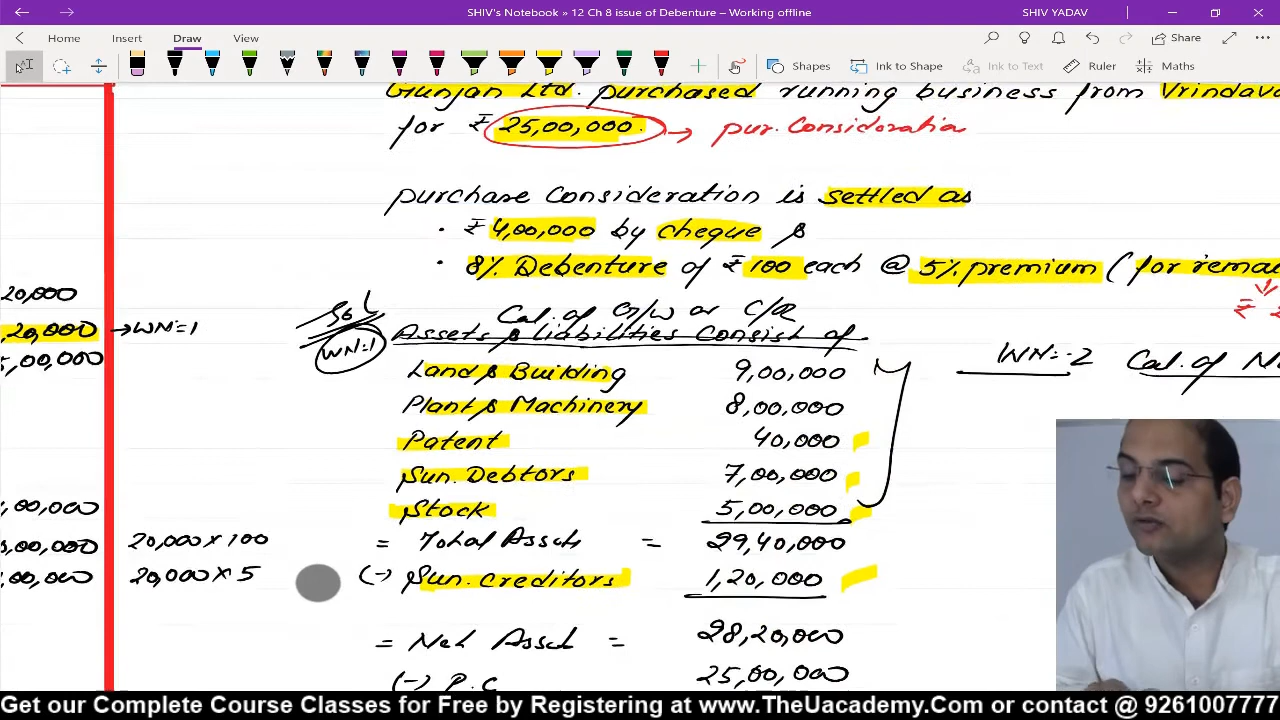 SHIV's Notebook » 12 Ch 8 issue of Debenture – Working offline
SHIV YADAV
Home Insert Draw View
Share
Shapes
Ink to Shape
Ink to Text
Ruler
Maths
Gunjan Ltd. purchased running business from
for ₹ 25,00,000. → pur. Consideration
purchase Consideration is settled as
· ₹ 4,00,000 by cheque &
· 8% Debenture of ₹ 100 each @ 5% premium (for
20,000
Sol
Cal. of G/W or C/R
20,000 → WN=1
WN=1
Assets & liabilities Consist of
5,00,000
WN=-2 Cal. of
Land & Building 9,00,000
Plant & Machinery 8,00,000
Patent 40,000
Sun. Debtors 7,00,000
Stock 5,00,000
,00,000
= Total Assets = 29,40,000
,00,000 20,000 x 100
(-) Sun. Creditors 1,20,000
,00,000 20,000 x 5
= Net Asset = 28,20,000
(-) P.C 25,00,000
Get our Complete Course Classes for Free by Registering at www.TheUacademy.Com or contact @ 9261007777